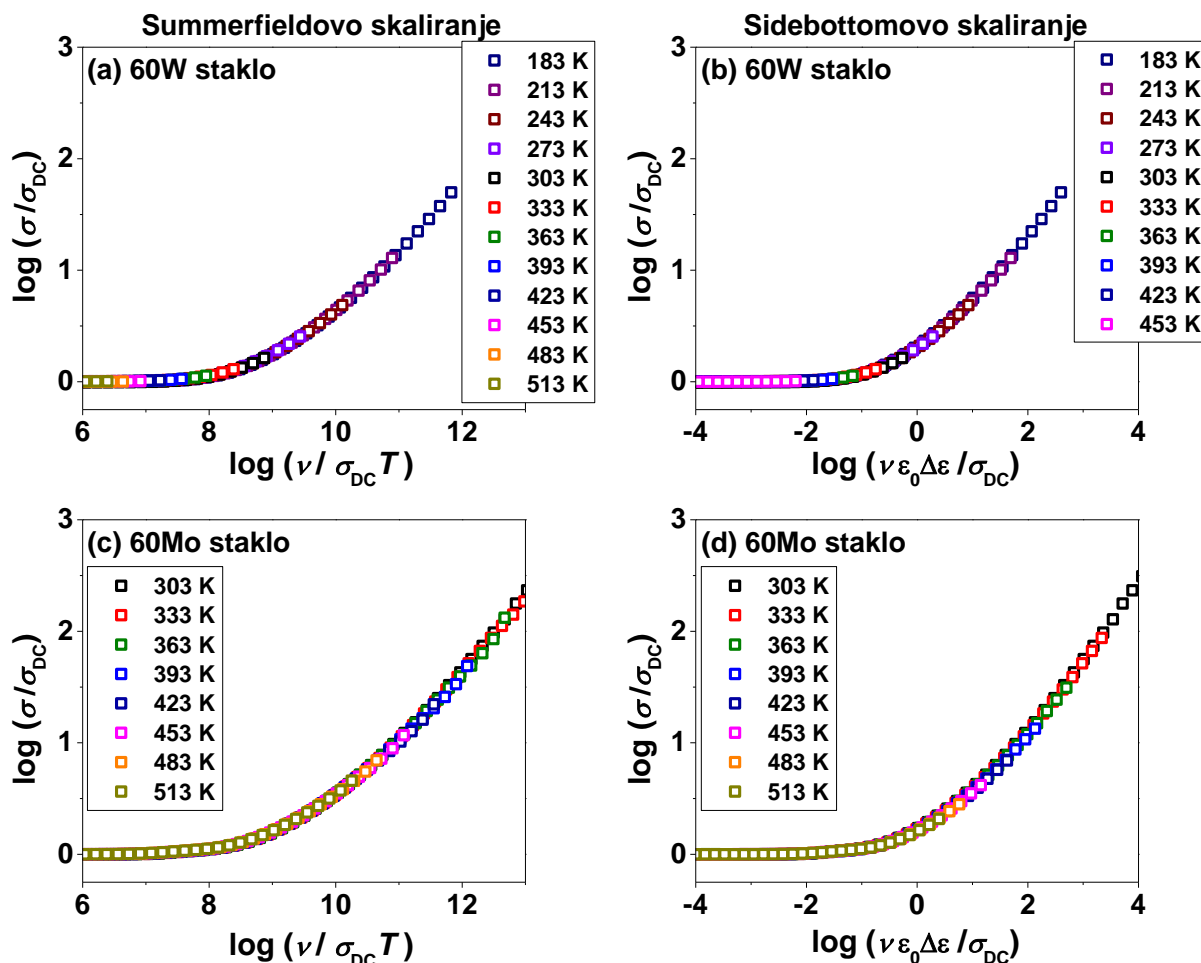 Summerfieldovo skaliranje
Sidebottomovo skaliranje
(a) 60W staklo
3
2
1
0
log (σ/σDC)
6 8 10 12
log (ν/ σDC T)
183 K
213 K
243 K
273 K
303 K
333 K
363 K
393 K
423 K
453 K
483 K
513 K
(b) 60W staklo
3
2
1
0
log (σ/σDC)
-4 -2 0 2 4
log (νε0Δε/σDC)
183 K
213 K
243 K
273 K
303 K
333 K
363 K
393 K
423 K
453 K
(c) 60Mo staklo
3
2
1
0
log (σ/σDC)
6 8 10 12
log (ν/ σDC T)
303 K
333 K
363 K
393 K
423 K
453 K
483 K
513 K
(d) 60Mo staklo
3
2
1
0
log (σ/σDC)
-4 -2 0 2 4
log (νε0Δε/σDC)
303 K
333 K
363 K
393 K
423 K
453 K
483 K
513 K